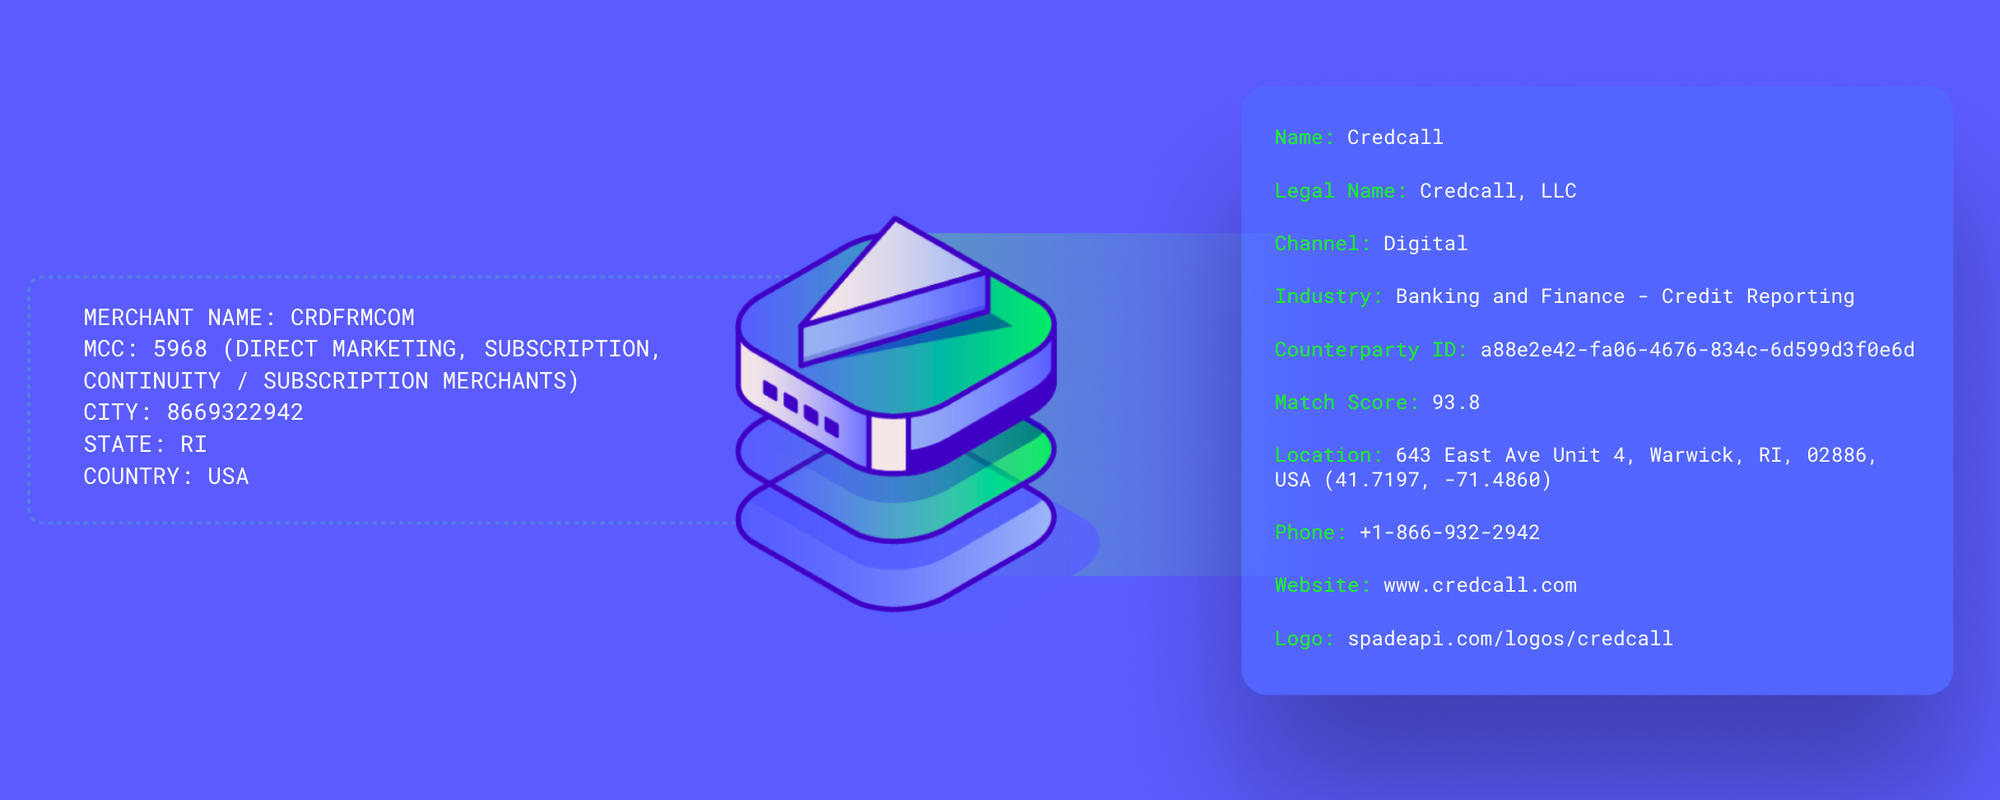 MERCHANT NAME: CRDFRMCOM
MCC: 5968 (DIRECT MARKETING, SUBSCRIPTION,
CONTINUITY / SUBSCRIPTION MERCHANTS)
CITY: 8669322942
STATE: RI
COUNTRY: USA
Name: Credcall
Legal Name: Credcall, LLC
Channel: Digital
Industry: Banking and Finance - Credit Reporting
Counterparty ID: a88e2e42-fa06-4676-834c-6d599d3f0e6d
Match Score: 93.8
Location: 643 East Ave Unit 4, Warwick, RI, 02886,
USA (41.7197, -71.4860)
Phone: +1-866-932-2942
Website: www.credcall.com
Logo: spadeapi.com/logos/credcall